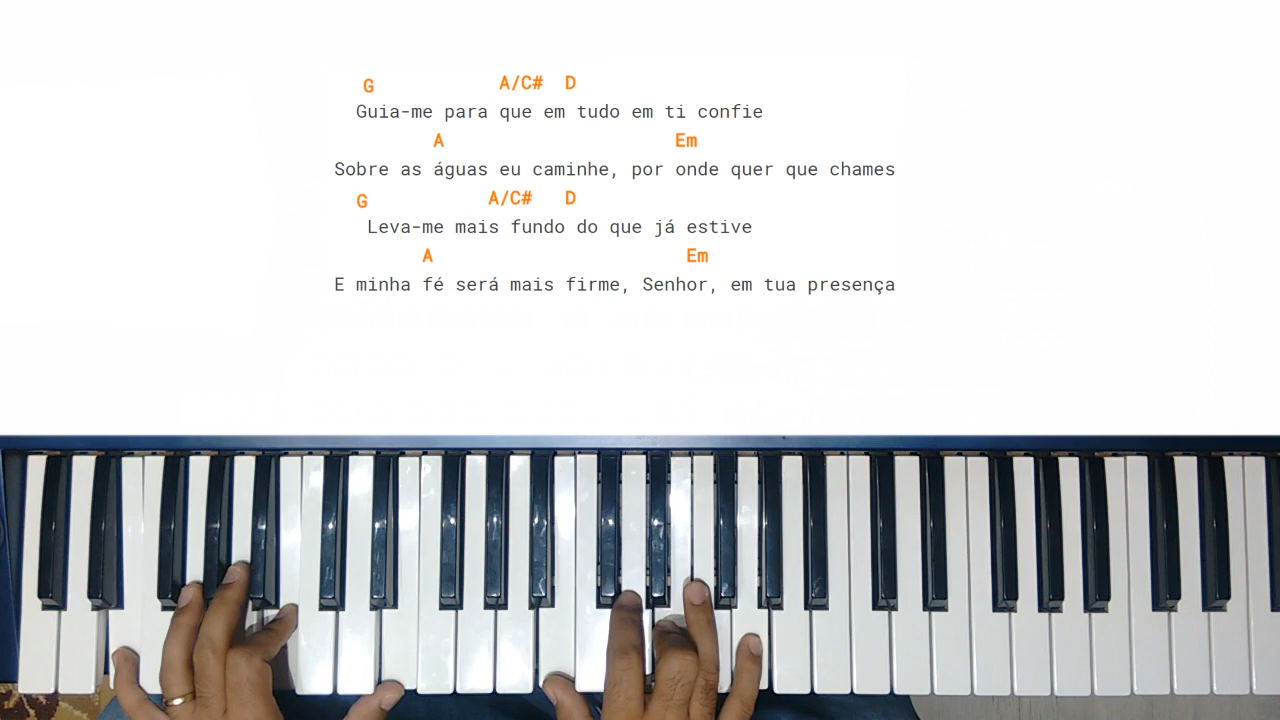 G A/C# D
Guia-me para que em tudo em ti confie
A Em
Sobre as águas eu caminhe, por onde quer que chames
G A/C# D
Leva-me mais fundo do que já estive
A Em
E minha fé será mais firme, Senhor, em tua presença